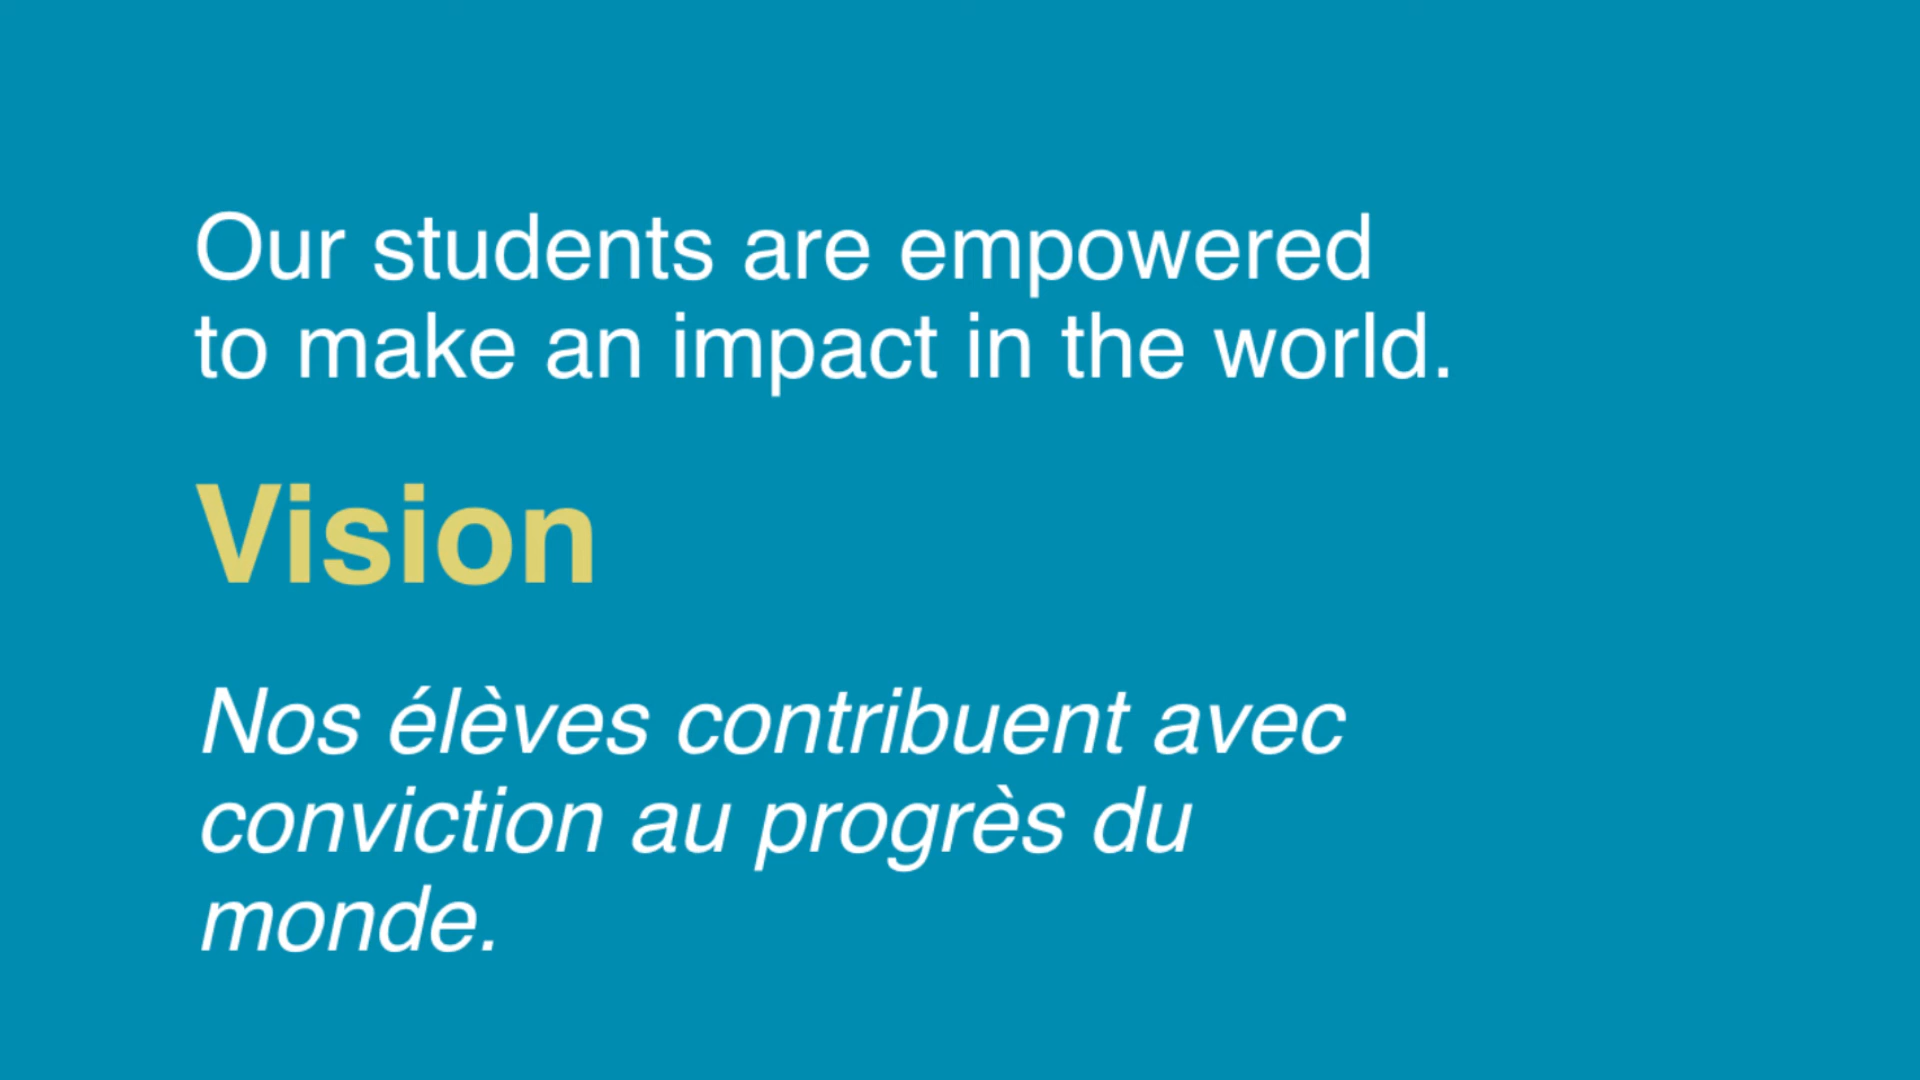 Our students are empowered
to make an impact in the world.
Vision
Nos élèves contribuent avec
conviction au progrès du
monde.